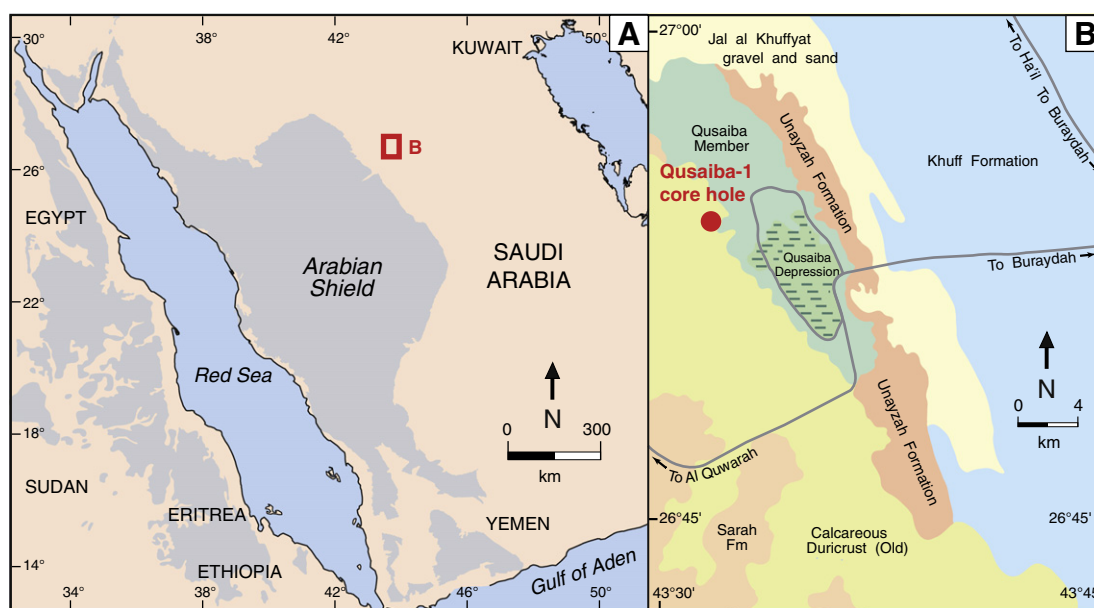 A
30°
38°
42°
50°
KUWAIT
B
26°
EGYPT
SAUDI
ARABIA
Arabian
Shield
22°
Red Sea
N
0 300
km
18°
SUDAN
ERITREA
YEMEN
ETHIOPIA
14°
Gulf of Aden
34°
38°
42°
46°
50°
B
27°00'
Jal al Khuffyat
gravel and sand
To Ha'il
To Buraydah
Qusaiba
Member
Unayzah Formation
Khuff Formation
Qusaiba-1
core hole
Qusaiba
Depression
To Buraydah
N
0 4
km
Unayzah Formation
To Al Quwarah
26°45'
26°45'
Sarah
Fm
Calcareous
Duricrust (Old)
43°30'
43°45'